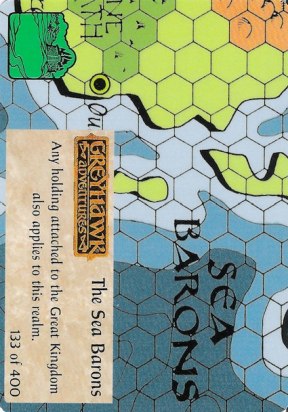 SEA
BARONS
Ou
GREYHAWK
ADVENTURES
The Sea Barons
Any holding attached to the Great Kingdom
also applies to this realm.
133 of 400